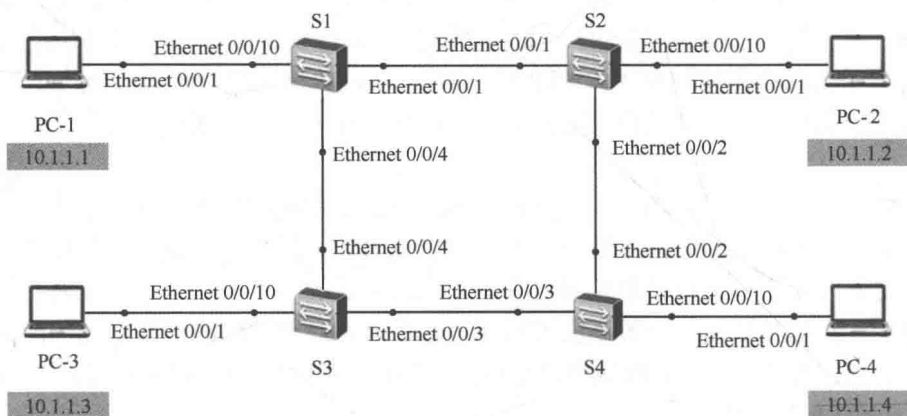 S1
S2
Ethernet 0/0/10
Ethernet 0/0/1
Ethernet 0/0/10
Ethernet 0/0/1
Ethernet 0/0/1
Ethernet 0/0/1
PC-1
PC-2
10.1.1.1
10.1.1.2
Ethernet 0/0/4
Ethernet 0/0/2
Ethernet 0/0/4
Ethernet 0/0/2
Ethernet 0/0/10
Ethernet 0/0/3
Ethernet 0/0/10
Ethernet 0/0/1
Ethernet 0/0/3
Ethernet 0/0/1
PC-3
S3
S4
PC-4
10.1.1.3
10.1.1.4